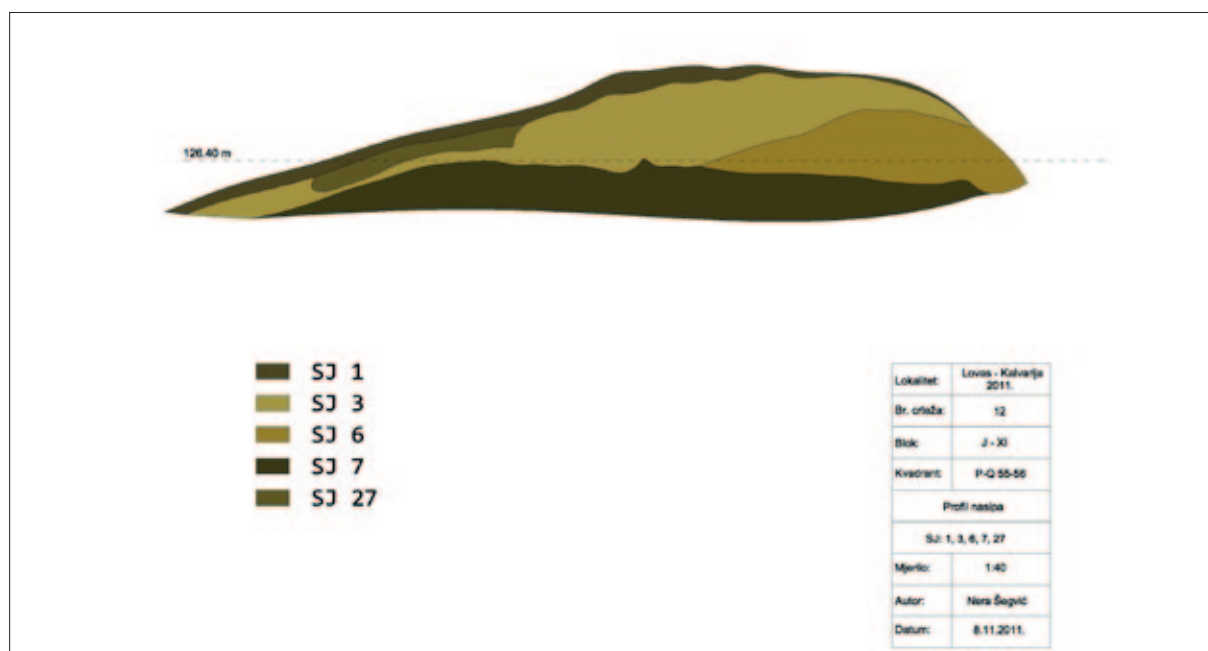 126.40 m
SJ 1
SJ 3
SJ 6
SJ 7
SJ 27
Lokalitet: Lovas - Kalvarija 2011.
Br. crteža: 12
Blok: J - XI
Kvadrant: P-Q 55-56
Profil nasipa
SJ: 1, 3, 6, 7, 27
Mjerilo: 1:40
Autor: Nera Šegvić
Datum: 8.11.2011.